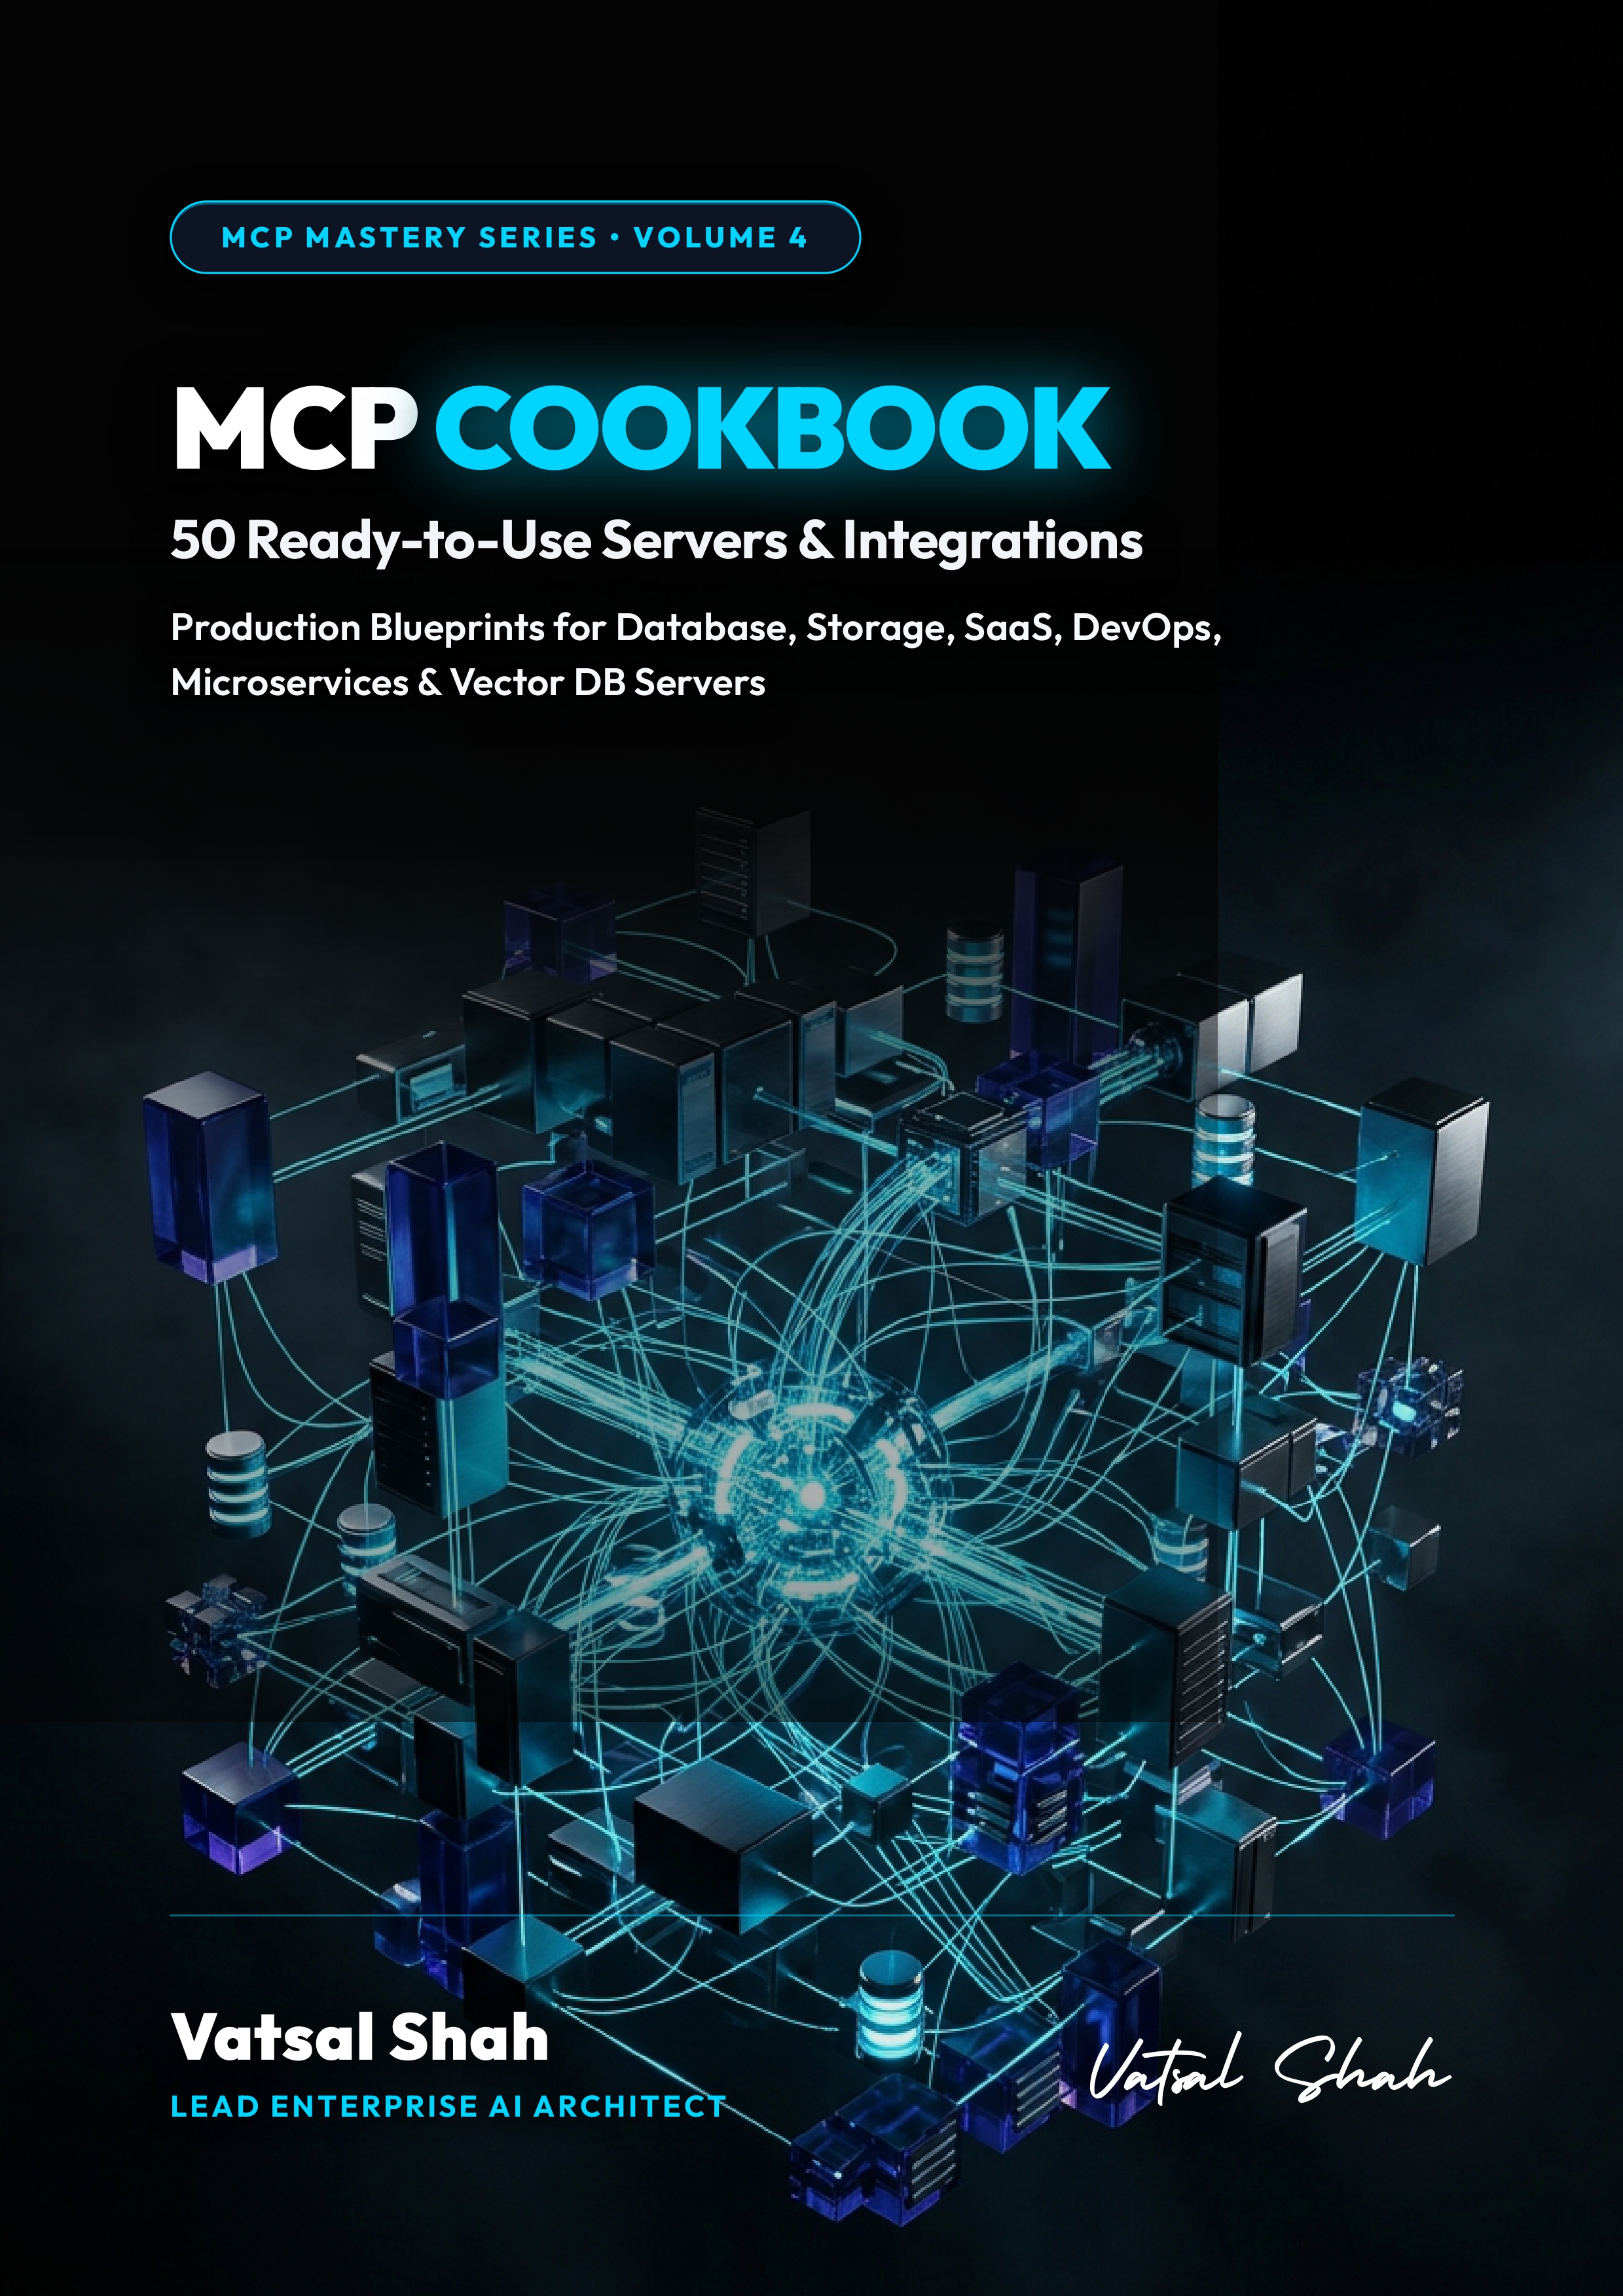 MCP MASTERY SERIES • VOLUME 4
MCP COOKBOOK
50 Ready-to-Use Servers & Integrations
Production Blueprints for Database, Storage, SaaS, DevOps,
Microservices & Vector DB Servers
Vatsal Shah
LEAD ENTERPRISE AI ARCHITECT
Vatsal Shah